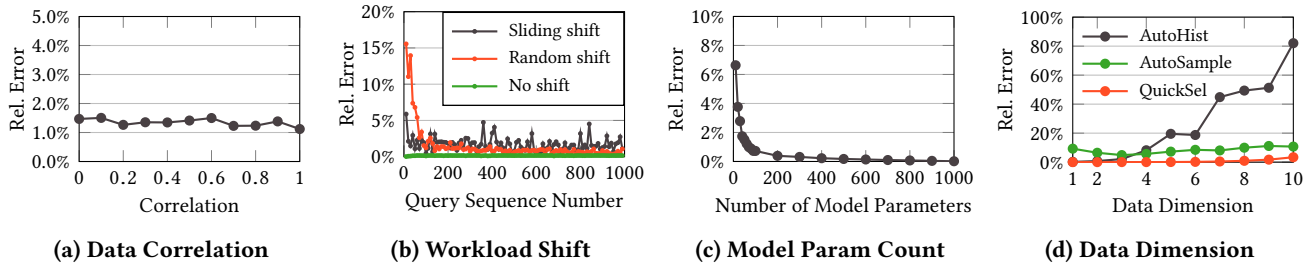 5.0%
4.0%
3.0%
2.0%
1.0%
0.0%
Rel. Error
0 0.2 0.4 0.6 0.8 1
Correlation
(a) Data Correlation
20%
15%
10%
5%
0%
Rel. Error
Sliding shift
Random shift
No shift
0 200 400 600 800 1000
Query Sequence Number
(b) Workload Shift
10%
8%
6%
4%
2%
0%
Rel. Error
0 200 400 600 800 1000
Number of Model Parameters
(c) Model Param Count
100%
80%
60%
40%
20%
0%
Rel. Error
AutoHist
AutoSample
QuickSel
1 2 4 6 8 10
Data Dimension
(d) Data Dimension